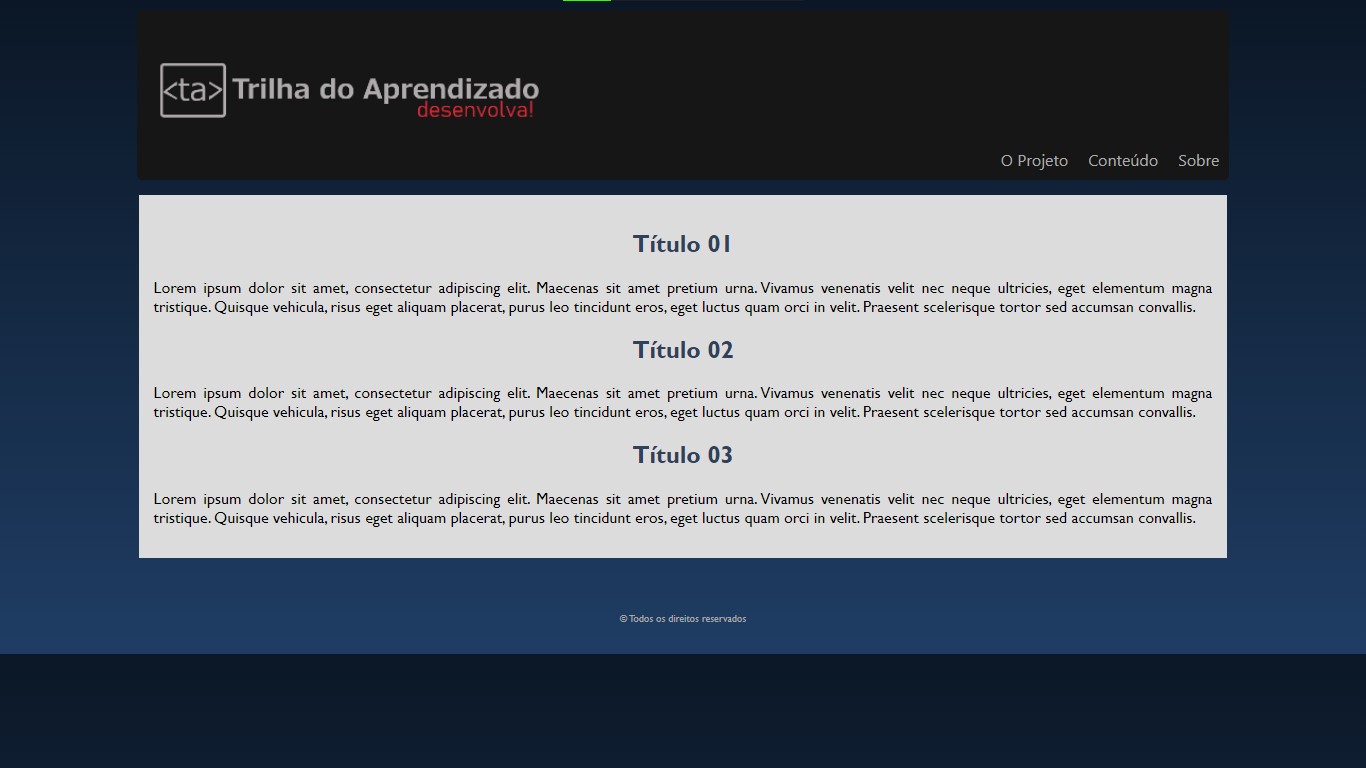 <ta> Trilha do Aprendizado
desenvolva!
O Projeto Conteúdo Sobre
Título 01
Lorem ipsum dolor sit amet, consectetur adipiscing elit. Maecenas sit amet pretium urna. Vivamus venenatis velit nec neque ultricies, eget elementum magna
tristique. Quisque vehicula, risus eget aliquam placerat, purus leo tincidunt eros, eget luctus quam orci in velit. Praesent scelerisque tortor sed accumsan convallis.
Título 02
Lorem ipsum dolor sit amet, consectetur adipiscing elit. Maecenas sit amet pretium urna. Vivamus venenatis velit nec neque ultricies, eget elementum magna
tristique. Quisque vehicula, risus eget aliquam placerat, purus leo tincidunt eros, eget luctus quam orci in velit. Praesent scelerisque tortor sed accumsan convallis.
Título 03
Lorem ipsum dolor sit amet, consectetur adipiscing elit. Maecenas sit amet pretium urna. Vivamus venenatis velit nec neque ultricies, eget elementum magna
tristique. Quisque vehicula, risus eget aliquam placerat, purus leo tincidunt eros, eget luctus quam orci in velit. Praesent scelerisque tortor sed accumsan convallis.
© Todos os direitos reservados